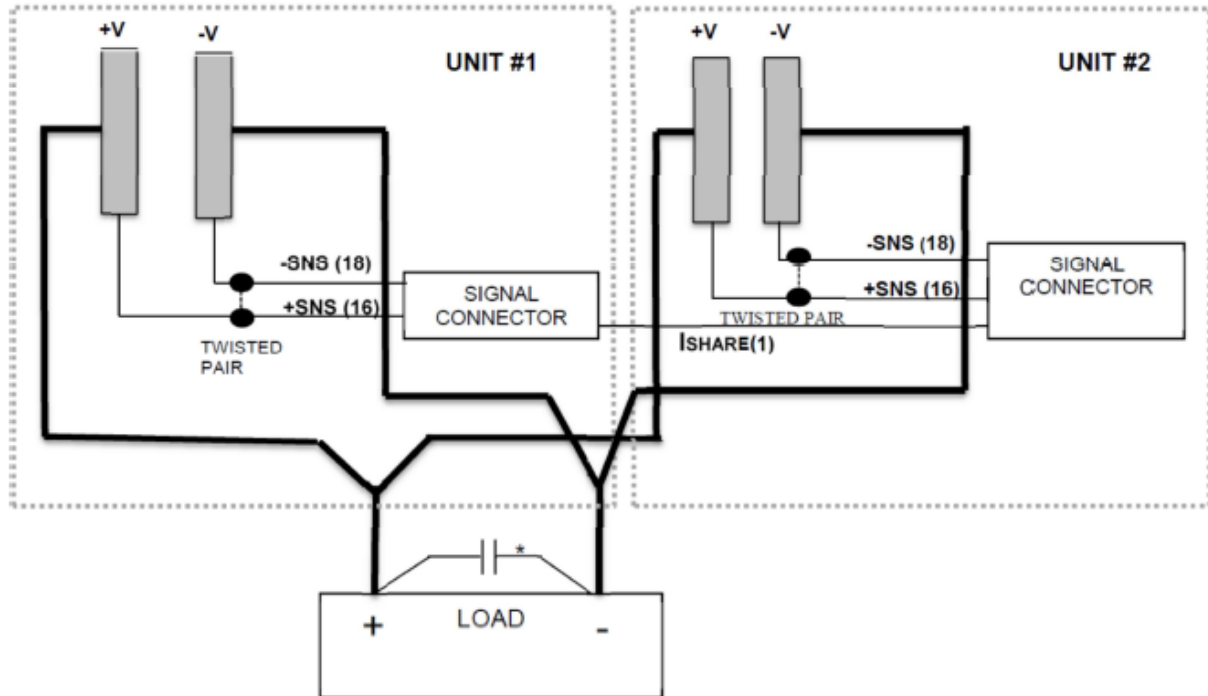 +V
-V
UNIT #1
-SNS (18)
+SNS (16)
SIGNAL
CONNECTOR
TWISTED
PAIR
+V
-V
UNIT #2
-SNS (18)
+SNS (16)
SIGNAL
CONNECTOR
TWISTED PAIR
ISHARE(1)
*
+
LOAD
-